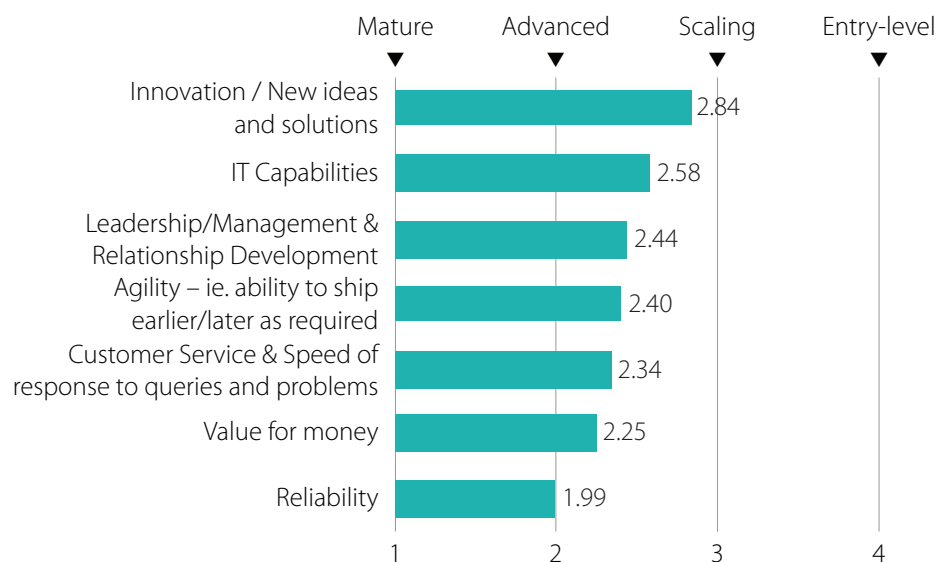 Mature Advanced Scaling Entry-level
Innovation / New ideas
and solutions
2.84
IT Capabilities
2.58
Leadership/Management &
Relationship Development
2.44
Agility – ie. ability to ship
earlier/later as required
2.40
Customer Service & Speed of
response to queries and problems
2.34
Value for money
2.25
Reliability
1.99
1 2 3 4